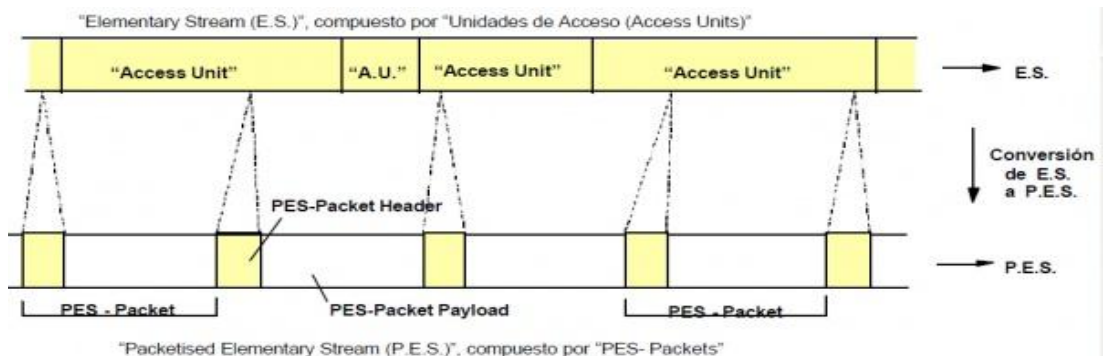 "Elementary Stream (E.S.)", compuesto por "Unidades de Acceso (Access Units)"
"Access Unit"
"A.U."
"Access Unit"
"Access Unit"
E.S.
Conversión
de E.S.
a P.E.S.
PES-Packet Header
P.E.S.
PES - Packet
PES-Packet Payload
PES - Packet
"Packetised Elementary Stream (P.E.S.)", compuesto por "PES- Packets"